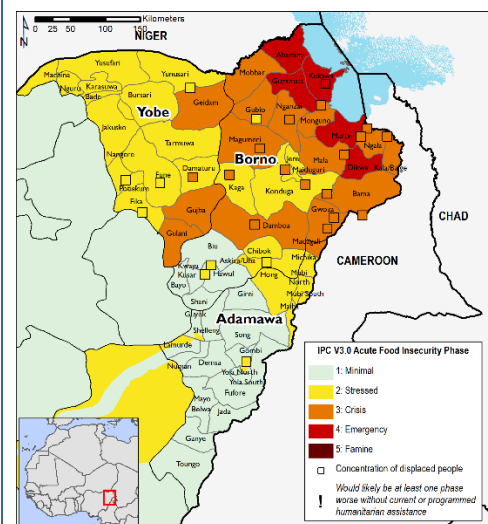 Kilometers
0 50 100 150
N
NIGER
Yusufari
Machina
Yunusari
Nguru
Karasuwa
Bade
Bursari
Geidam
Yobe
Jakusko
Tarmuwa
Nangere
Potiskum
Fune
Damaturu
Fika
Gujba
Gulani
Mobbar
Abadam
Kukawa
Guzamala
Gubio
Nganzai
Monguno
Marte
Magumeri
Borno
Jere
Maiduguri
Mafa
Ngala
Dikwa
Kala/Balge
Kaga
Konduga
Bama
Gwoza
Damboa
Madagali
CHAD
CAMEROON
Biu
Chibok
Askira/Uba
Michika
Kwaya
Kusar
Hawul
Hong
Mubi
North
Bayo
Mubi South
Shani
Girei
Maiha
Guyuk
Adamawa
Shelleng
Song
Lamurde
Numan
Demsa
Gombi
Yola North
Yola South
Fufore
Mayo
Belwa
Jada
Ganye
Toungo
IPC V3.0 Acute Food Insecurity Phase
1: Minimal
2: Stressed
3: Crisis
4: Emergency
5: Famine
Concentration of displaced people
! Would likely be at least one phase
worse without current or programmed
humanitarian assistance